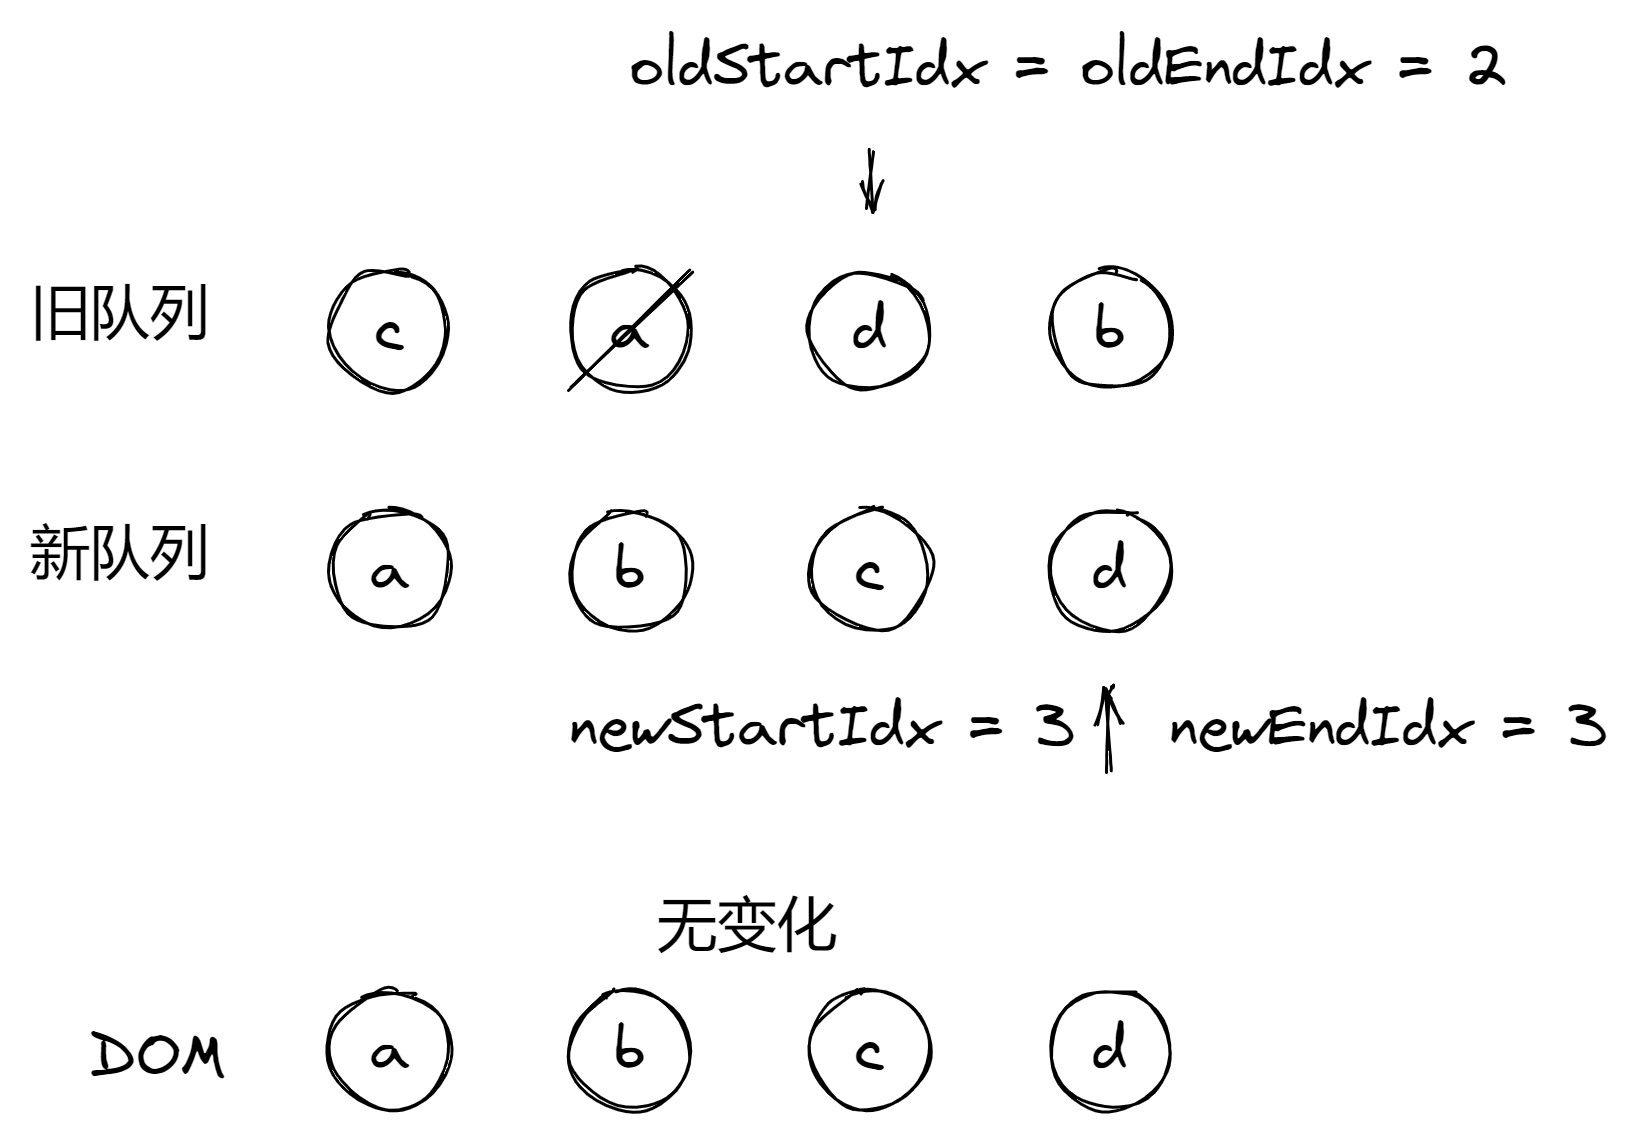 oldStartIdx = oldEndIdx = 2
旧队列 c a d b
新队列 a b c d
newStartIdx = 3 newEndIdx = 3
无变化
DOM a b c d